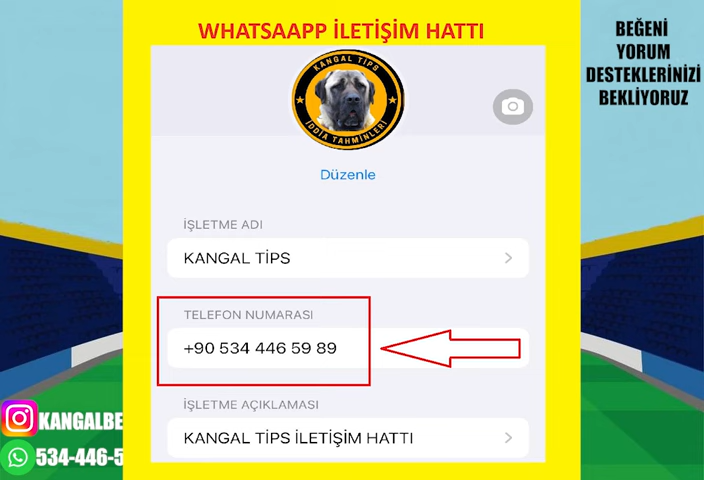 WHATSAAPP İLETİŞİM HATTI
BEĞENİ
YORUM
DESTEKLERİNİZİ
BEKLİYORUZ
KANGAL TİPS
İDDİA TAHMİNLERİ
Düzenle
İŞLETME ADI
KANGAL TİPS
TELEFON NUMARASI
+90 534 446 59 89
İŞLETME AÇIKLAMASI
KANGAL TİPS İLETİŞİM HATTI
KANGALBE
534-446-5